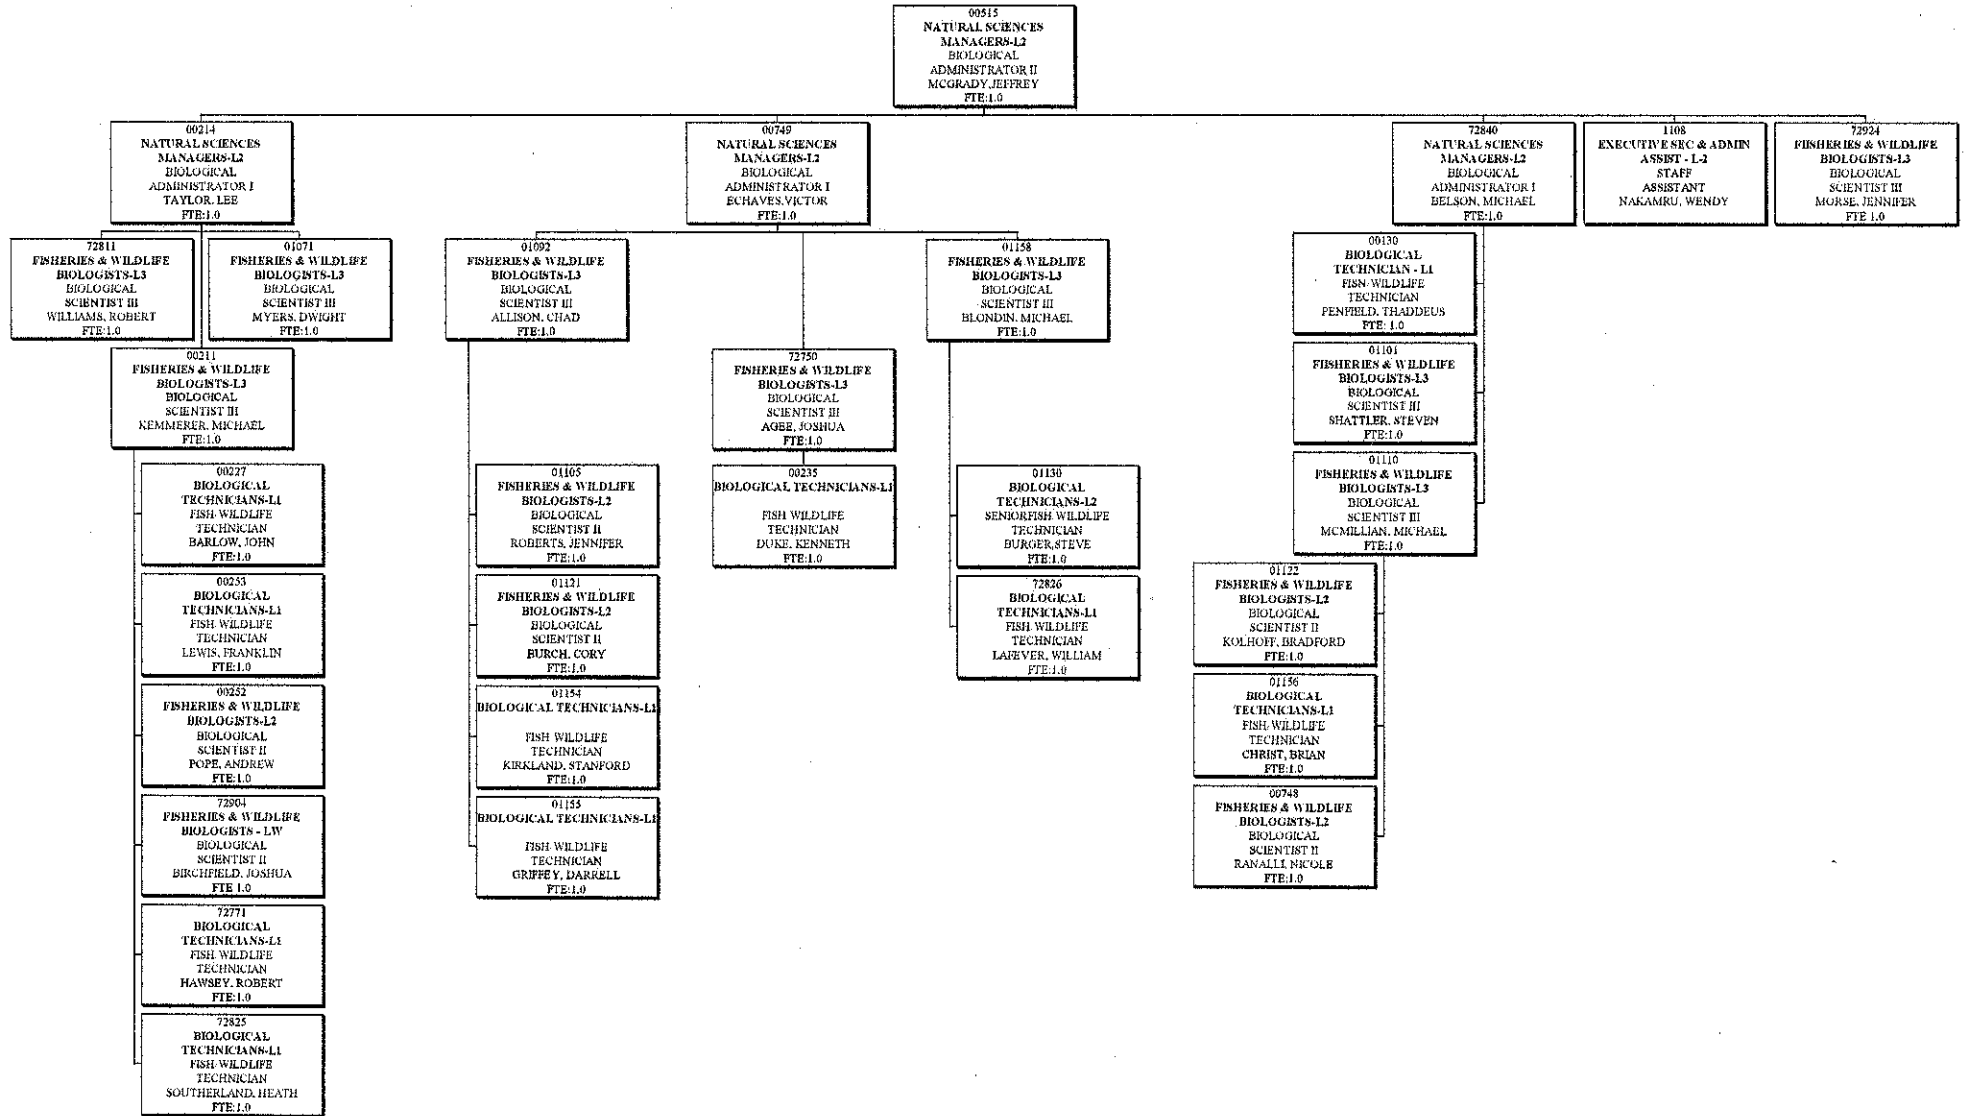 00515
NATURAL SCIENCES
MANAGERS-L2
BIOLOGICAL
ADMINISTRATOR II
MCGRADY,JEFFREY
FTE:1.0
00214
NATURAL SCIENCES
MANAGERS-L2
BIOLOGICAL
ADMINISTRATOR I
TAYLOR, LEE
FTE:1.0
00749
NATURAL SCIENCES
MANAGERS-L2
BIOLOGICAL
ADMINISTRATOR I
ECHAVES,VICTOR
FTE:1.0
72840
NATURAL SCIENCES
MANAGERS-L2
BIOLOGICAL
ADMINISTRATOR I
BELSON, MICHAEL
FTE:1.0
1108
EXECUTIVE SEC & ADMIN
ASSIST - L-2
STAFF
ASSISTANT
NAKAMRU, WENDY
72924
FISHERIES & WILDLIFE
BIOLOGISTS-L3
BIOLOGICAL
SCIENTIST III
MORSE, JENNIFER
FTE 1.0
72811
FISHERIES & WILDLIFE
BIOLOGISTS-L3
BIOLOGICAL
SCIENTIST III
WILLIAMS, ROBERT
FTE:1.0
01071
FISHERIES & WILDLIFE
BIOLOGISTS-L3
BIOLOGICAL
SCIENTIST III
MYERS, DWIGHT
FTE:1.0
00211
FISHERIES & WILDLIFE
BIOLOGISTS-L3
BIOLOGICAL
SCIENTIST III
KEMMERER, MICHAEL
FTE:1.0
00227
BIOLOGICAL
TECHNICIANS-L1
FISH-WILDLIFE
TECHNICIAN
BARLOW, JOHN
FTE:1.0
00253
BIOLOGICAL
TECHNICIANS-L1
FISH-WILDLIFE
TECHNICIAN
LEWIS, FRANKLIN
FTE:1.0
00252
FISHERIES & WILDLIFE
BIOLOGISTS-L2
BIOLOGICAL
SCIENTIST II
POPE, ANDREW
FTE:1.0
72904
FISHERIES & WILDLIFE
BIOLOGISTS - LW
BIOLOGICAL
SCIENTIST II
BIRCHFIELD, JOSHUA
FTE 1.0
72771
BIOLOGICAL
TECHNICIANS-L1
FISH-WILDLIFE
TECHNICIAN
HAWSEY, ROBERT
FTE:1.0
72825
BIOLOGICAL
TECHNICIANS-L1
FISH-WILDLIFE
TECHNICIAN
SOUTHERLAND, HEATH
FTE:1.0
01092
FISHERIES & WILDLIFE
BIOLOGISTS-L3
BIOLOGICAL
SCIENTIST III
ALLISON, CHAD
FTE:1.0
01105
FISHERIES & WILDLIFE
BIOLOGISTS-L2
BIOLOGICAL
SCIENTIST II
ROBERTS, JENNIFER
FTE:1.0
01121
FISHERIES & WILDLIFE
BIOLOGISTS-L2
BIOLOGICAL
SCIENTIST II
BURCH, CORY
FTE:1.0
01154
BIOLOGICAL TECHNICIANS-L1
FISH-WILDLIFE
TECHNICIAN
KIRKLAND, STANFORD
FTE:1.0
01155
BIOLOGICAL TECHNICIANS-L1
FISH-WILDLIFE
TECHNICIAN
GRIFFEY, DARRELL
FTE:1.0
72750
FISHERIES & WILDLIFE
BIOLOGISTS-L3
BIOLOGICAL
SCIENTIST III
AGEE, JOSHUA
FTE:1.0
00235
BIOLOGICAL TECHNICIANS-L1
FISH-WILDLIFE
TECHNICIAN
DUKE, KENNETH
FTE:1.0
01158
FISHERIES & WILDLIFE
BIOLOGISTS-L3
BIOLOGICAL
SCIENTIST III
BLONDIN, MICHAEL
FTE:1.0
01130
BIOLOGICAL
TECHNICIANS-L2
SENIORFISH-WILDLIFE
TECHNICIAN
BURGER,STEVE
FTE:1.0
72826
BIOLOGICAL
TECHNICIANS-L1
FISH-WILDLIFE
TECHNICIAN
LAFEVER, WILLIAM
FTE:1.0
00130
BIOLOGICAL
TECHNICIAN - L1
FISH-WILDLIFE
TECHNICIAN
PENFIELD, THADDEUS
FTE: 1.0
01101
FISHERIES & WILDLIFE
BIOLOGISTS-L3
BIOLOGICAL
SCIENTIST III
SHATTLER, STEVEN
FTE:1.0
01110
FISHERIES & WILDLIFE
BIOLOGISTS-L3
BIOLOGICAL
SCIENTIST III
MCMILLIAN, MICHAEL
FTE:1.0
01122
FISHERIES & WILDLIFE
BIOLOGISTS-L2
BIOLOGICAL
SCIENTIST II
KOLHOFF, BRADFORD
FTE:1.0
01156
BIOLOGICAL
TECHNICIANS-L1
FISH-WILDLIFE
TECHNICIAN
CHRIST, BRIAN
FTE:1.0
00748
FISHERIES & WILDLIFE
BIOLOGISTS-L2
BIOLOGICAL
SCIENTIST II
RANALLI, NICOLE
FTE:1.0